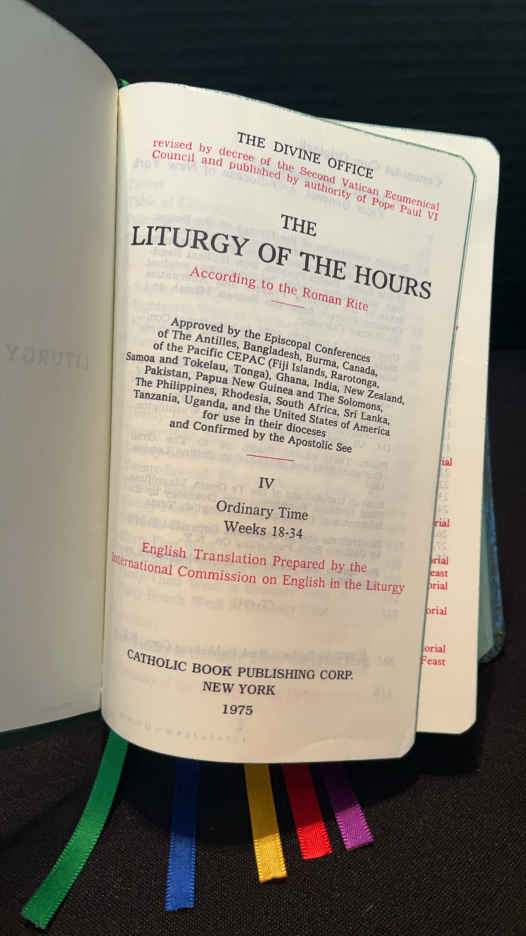 THE DIVINE OFFICE
revised by decree of the Second Vatican Ecumenical
Council and published by authority of Pope Paul VI
THE
LITURGY OF THE HOURS
According to the Roman Rite
Approved by the Episcopal Conferences
of The Antilles, Bangladesh, Burma, Canada,
of the Pacific CEPAC (Fiji Islands, Rarotonga,
Samoa and Tokelau, Tonga), Ghana, India, New Zealand,
Pakistan, Papua New Guinea and The Solomons,
The Philippines, Rhodesia, South Africa, Sri Lanka,
Tanzania, Uganda, and the United States of America
for use in their dioceses
and Confirmed by the Apostolic See
IV
Ordinary Time
Weeks 18-34
English Translation Prepared by the
International Commission on English in the Liturgy
CATHOLIC BOOK PUBLISHING CORP.
NEW YORK
1975